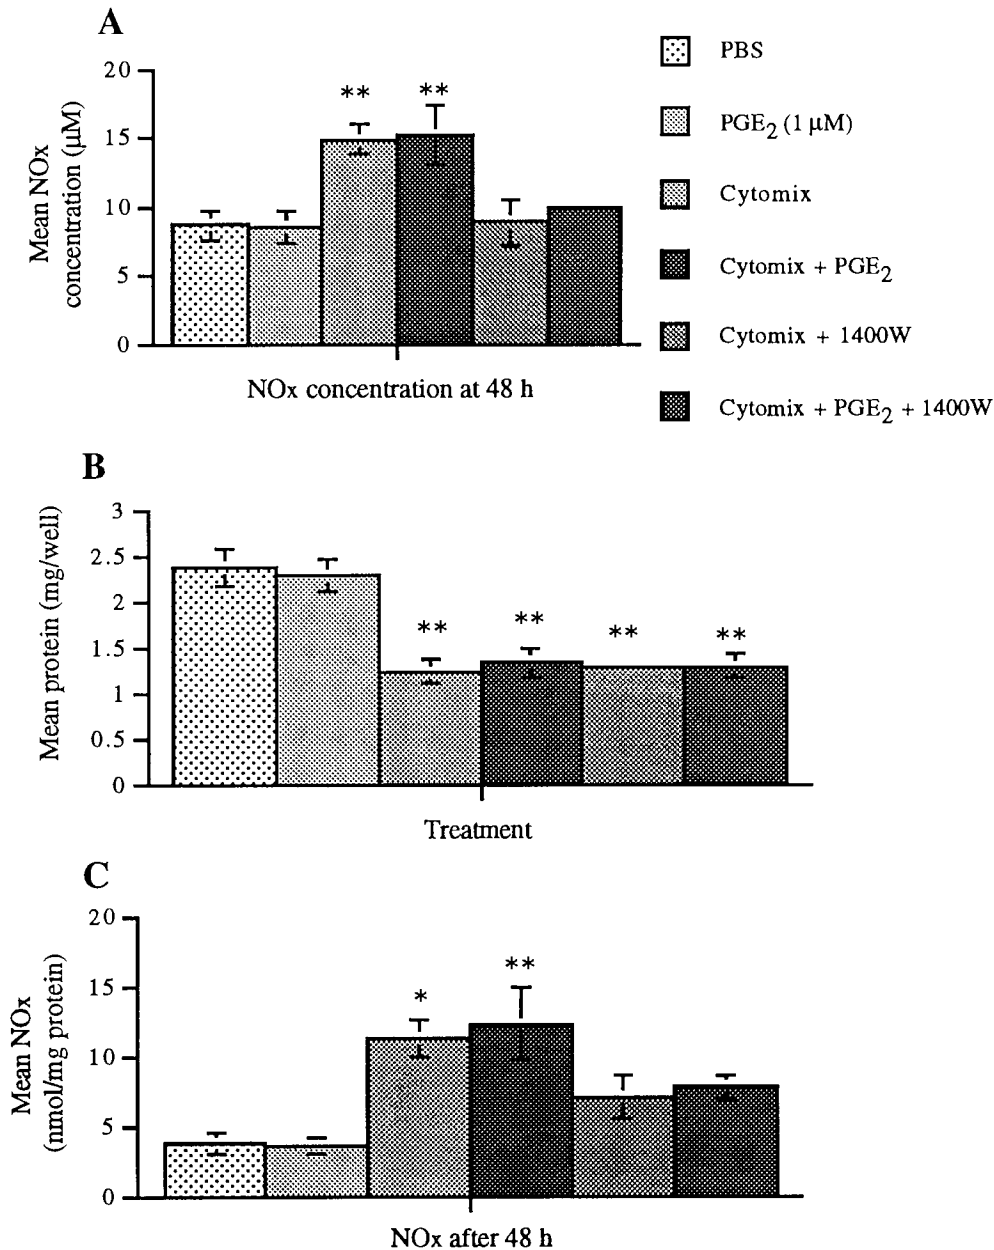 A
20
15
10
5
0
Mean NOx
concentration (µM)
**
**
NOx concentration at 48 h
PBS
PGE2 (1 µM)
Cytomix
Cytomix + PGE2
Cytomix + 1400W
Cytomix + PGE2 + 1400W
B
3
2.5
2
1.5
1
0.5
0
Mean protein (mg/well)
**
**
**
**
Treatment
C
20
15
10
5
0
Mean NOx
(nmol/mg protein)
*
**
NOx after 48 h